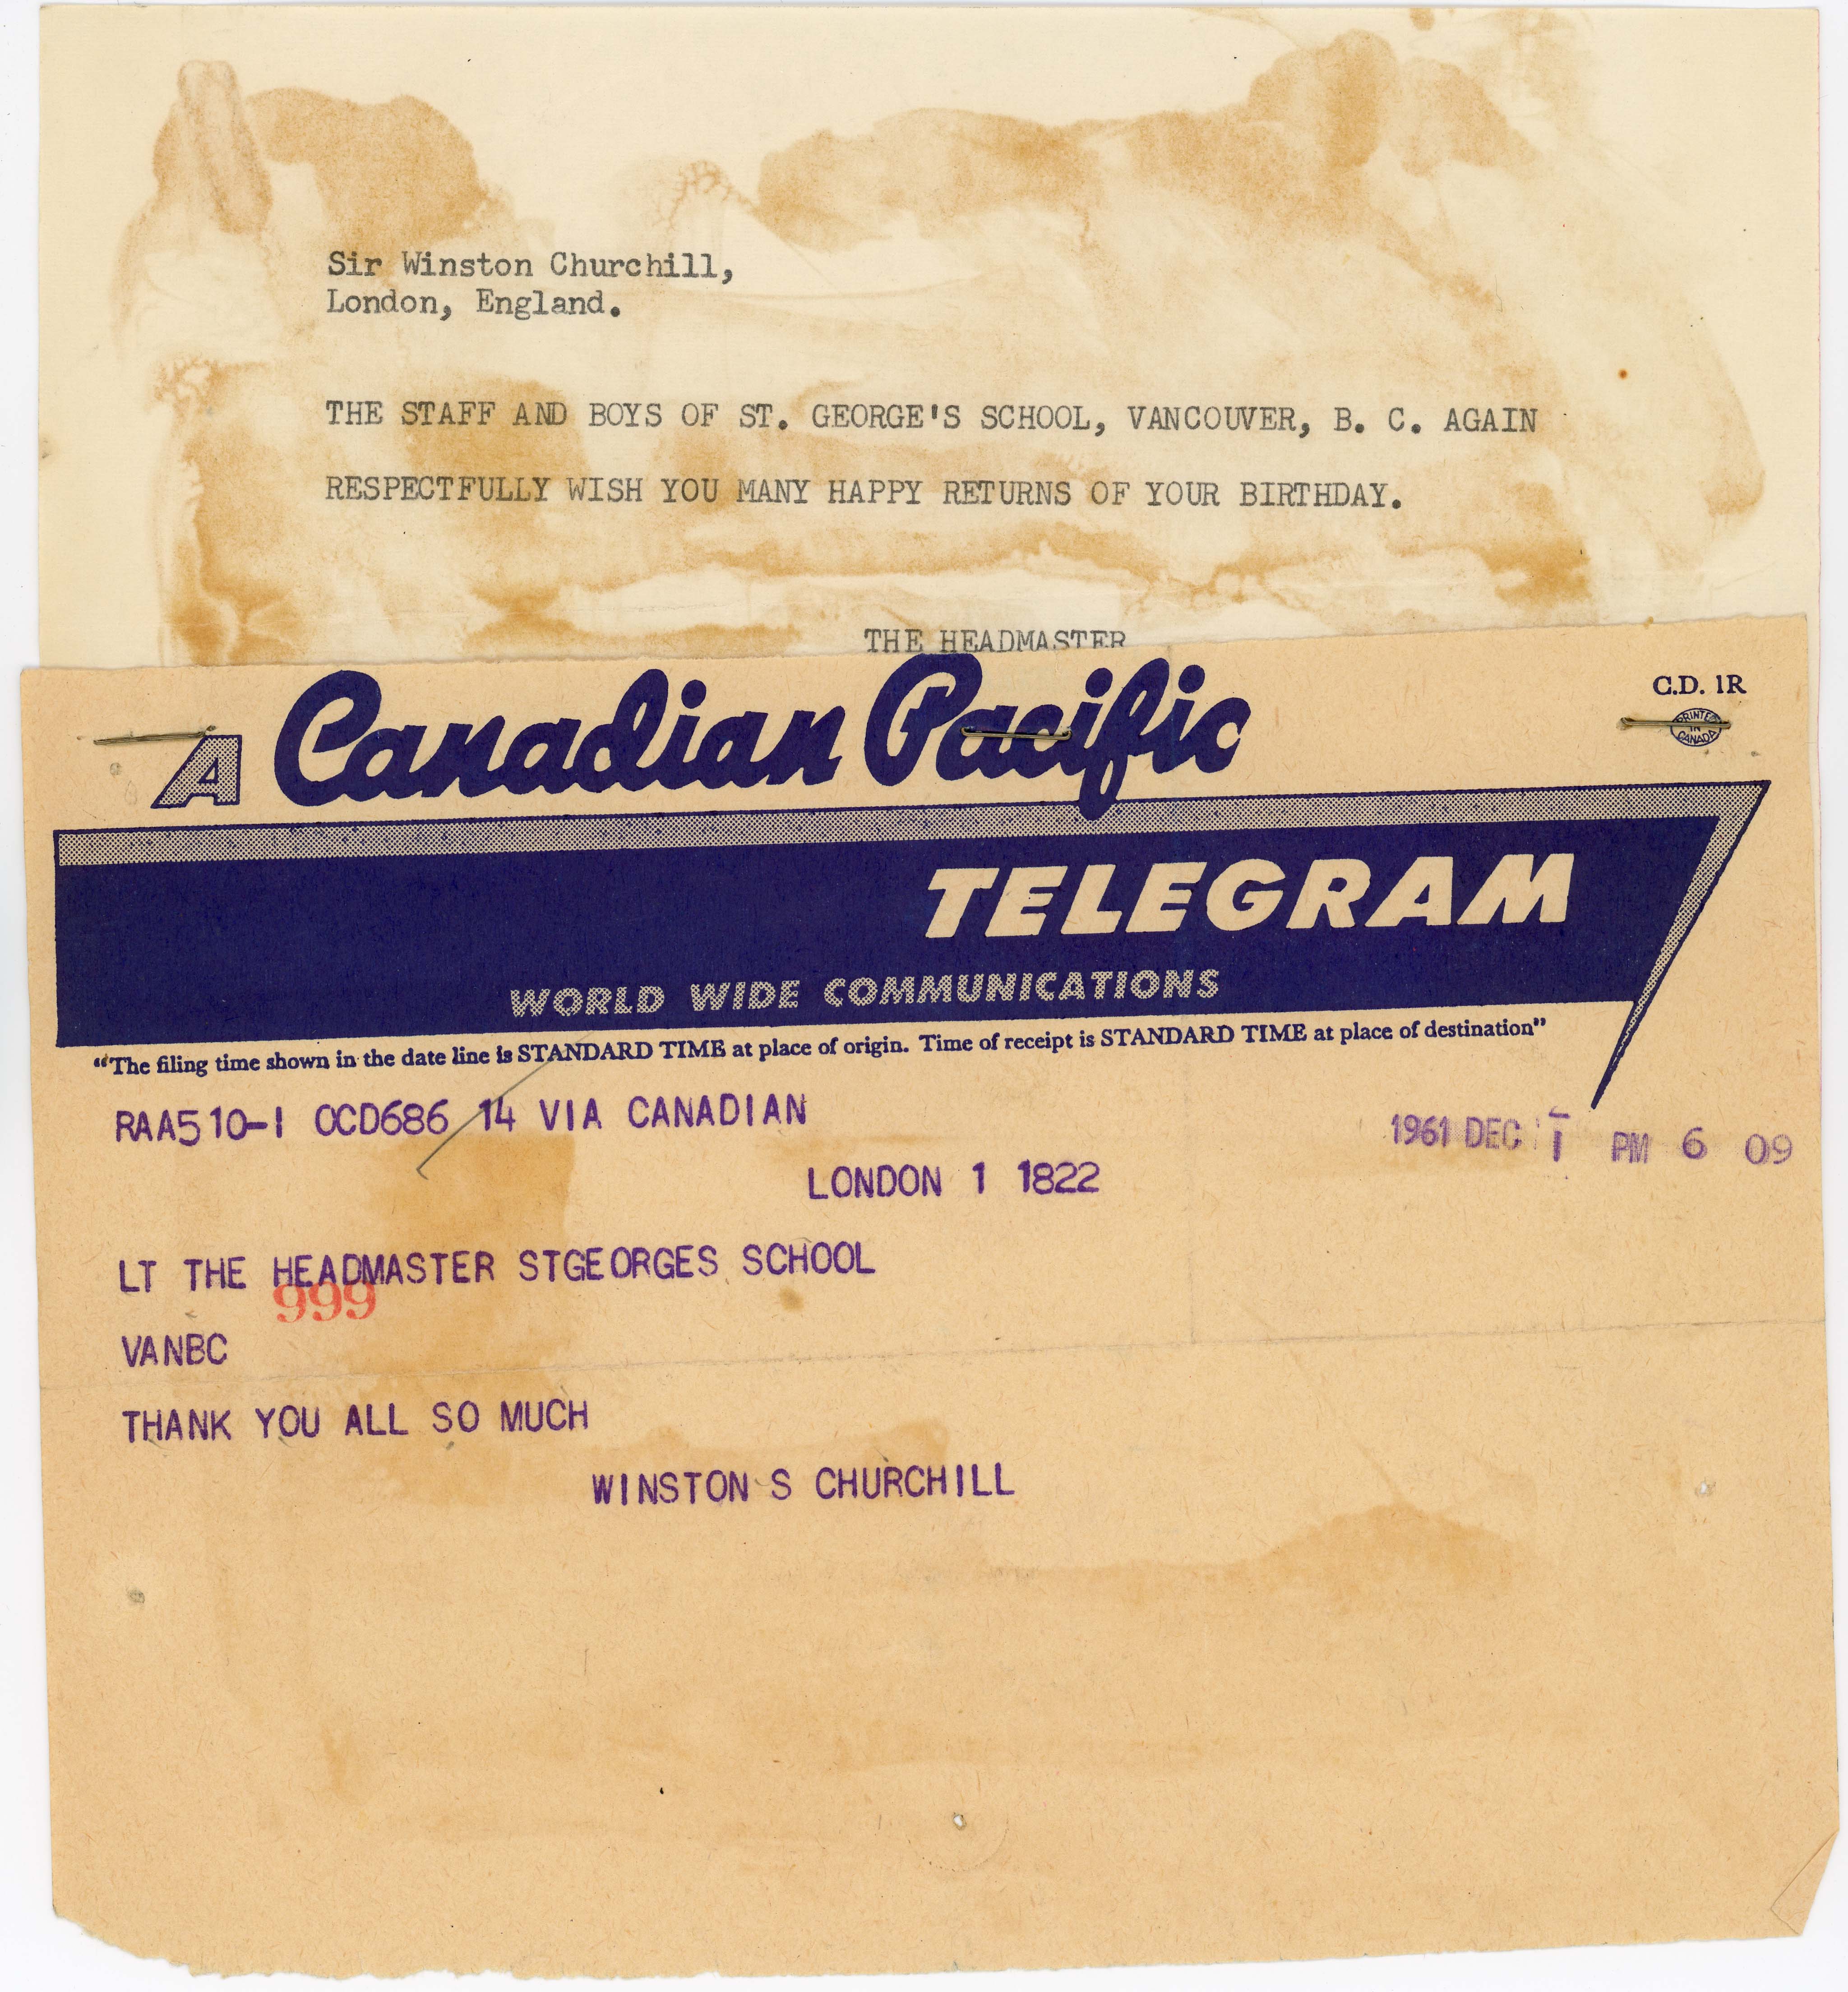 Sir Winston Churchill,
London, England.
THE STAFF AND BOYS OF ST. GEORGE'S SCHOOL, VANCOUVER, B. C. AGAIN
RESPECTFULLY WISH YOU MANY HAPPY RETURNS OF YOUR BIRTHDAY.
THE HEADMASTER
C.D. 1R
PRINTED IN CANADA
A Canadian Pacific
TELEGRAM
WORLD WIDE COMMUNICATIONS
"The filing time shown in the date line is STANDARD TIME at place of origin. Time of receipt is STANDARD TIME at place of destination"
RAA510-1 OCD686 14 VIA CANADIAN
1961 DEC 1 PM 6 09
LONDON 1 1822
LT THE HEADMASTER STGEORGES SCHOOL
999
VANBC
THANK YOU ALL SO MUCH
WINSTON S CHURCHILL